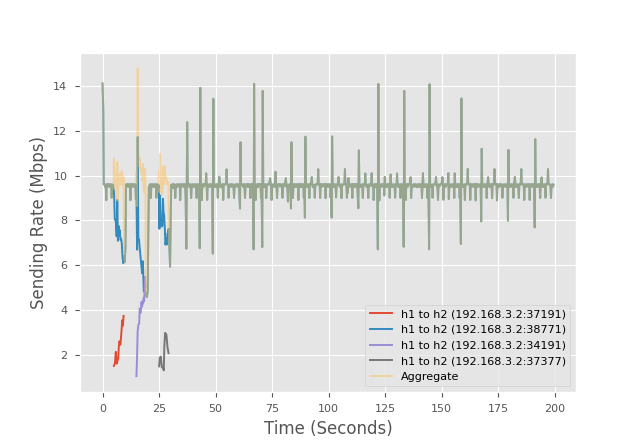 14
12
10
8
6
4
2
Sending Rate (Mbps)
h1 to h2 (192.168.3.2:37191)
h1 to h2 (192.168.3.2:38771)
h1 to h2 (192.168.3.2:34191)
h1 to h2 (192.168.3.2:37377)
Aggregate
0 25 50 75 100 125 150 175 200
Time (Seconds)